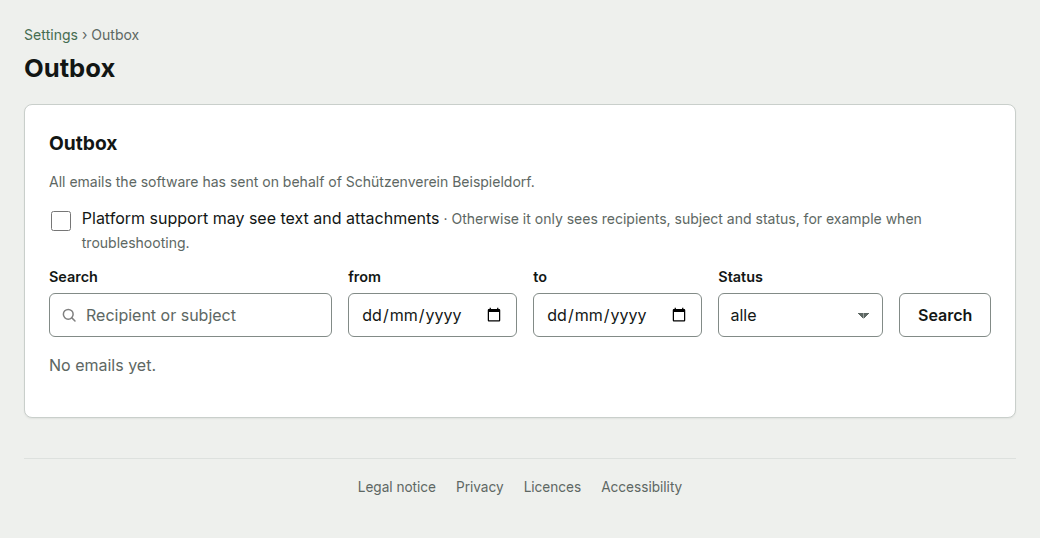 Settings › Outbox
Outbox
Outbox
All emails the software has sent on behalf of Schützenverein Beispieldorf.
Platform support may see text and attachments · Otherwise it only sees recipients, subject and status, for example when
troubleshooting.
Search from to Status
Recipient or subject dd/mm/yyyy dd/mm/yyyy alle Search
No emails yet.
Legal notice Privacy Licences Accessibility